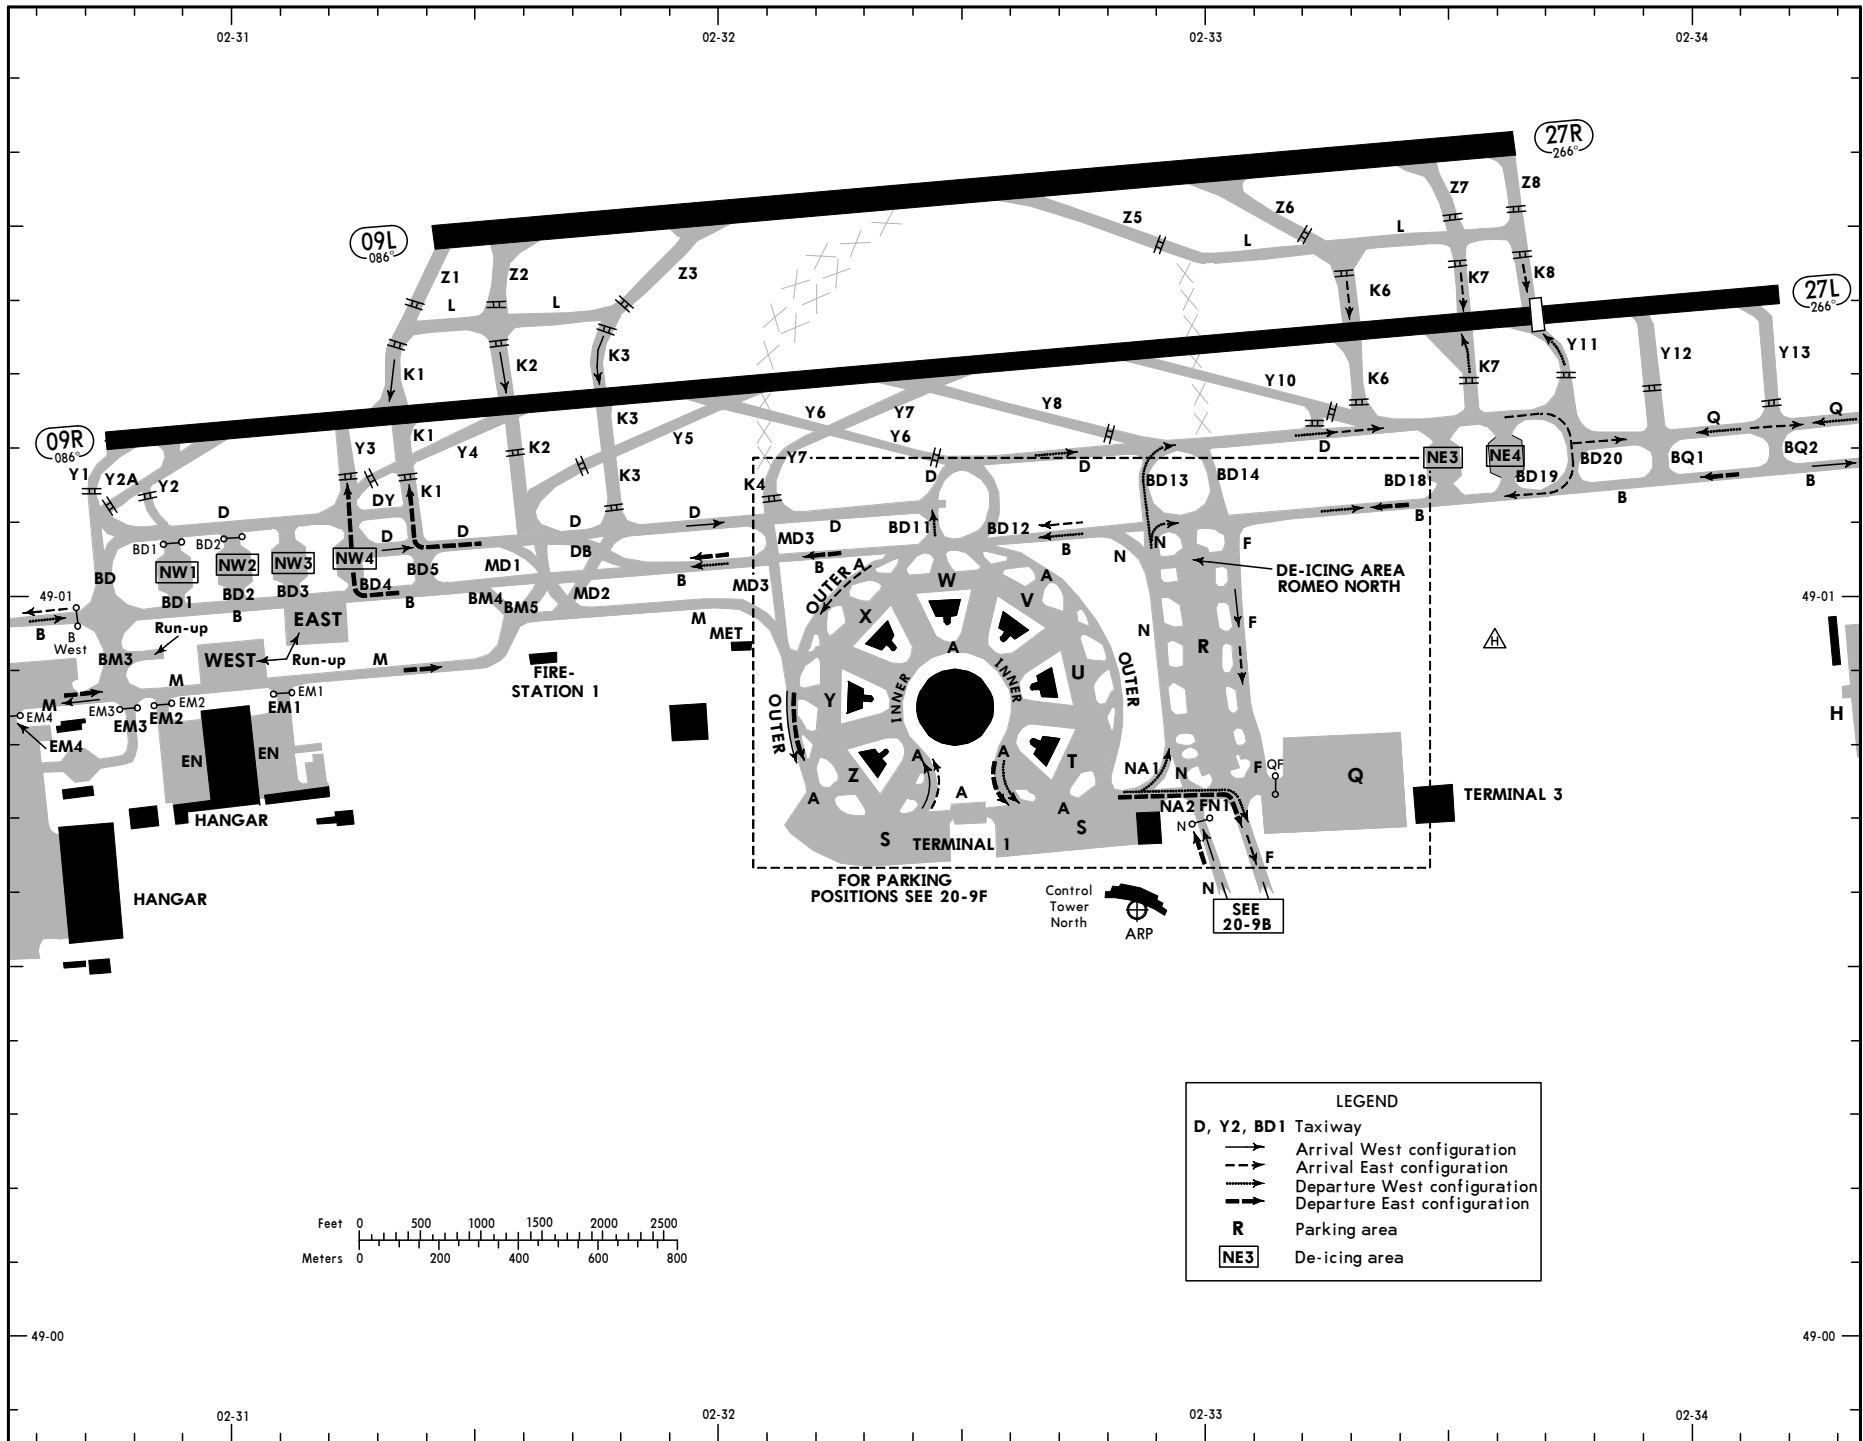 02-31
02-32
02-33
02-34
27R
266°
Z7
Z8
Z6
Z5
L
L
09L
086°
Z1
Z2
Z3
L
L
K6
K7
K8
27L
266°
K1
K2
K3
Y11
Y12
Y13
K7
K6
Y10
Y8
Y7
Y6
Y6
K3
Q
Q
D
D
09R
086°
Y3
K1
Y4
K2
Y5
Y7
D
Y1
Y2A
Y2
DY
K1
K3
K4
BD13
BD14
BD18
NE3
NE4
BD19
BD20
BQ1
BQ2
B
B
B
D
D
D
D
D
D
DB
MD3
BD11
BD12
B
B
B
BD1
BD2
NW1
NW2
NW3
NW4
BD
BD1
BD2
BD3
BD4
BD5
MD1
BM4
BM5
MD2
MD3
N
N
F
DE-ICING AREA
ROMEO NORTH
49-01
49-01
B
B
West
B
B
EAST
WEST
Run-up
Run-up
BM3
M
M
M
M
MET
FIRE-
STATION 1
OUTER
A
W
A
V
X
A
INNER
INNER
U
Y
OUTER
OUTER
N
R
F
H
H
EM1
EM1
EM2
EM2
EM3
EM3
EM4
EM4
EN
EN
HANGAR
HANGAR
Z
A
A
T
A
A
A
S
S
TERMINAL 1
NA1
N
F
QF
Q
NA2
FN1
N
F
N
TERMINAL 3
FOR PARKING
POSITIONS SEE 20-9F
Control
Tower
North
ARP
SEE
20-9B
LEGEND
D, Y2, BD1 Taxiway
Arrival West configuration
Arrival East configuration
Departure West configuration
Departure East configuration
R Parking area
NE3 De-icing area
Feet 0 500 1000 1500 2000 2500
Meters 0 200 400 600 800
49-00
49-00
02-31
02-32
02-33
02-34